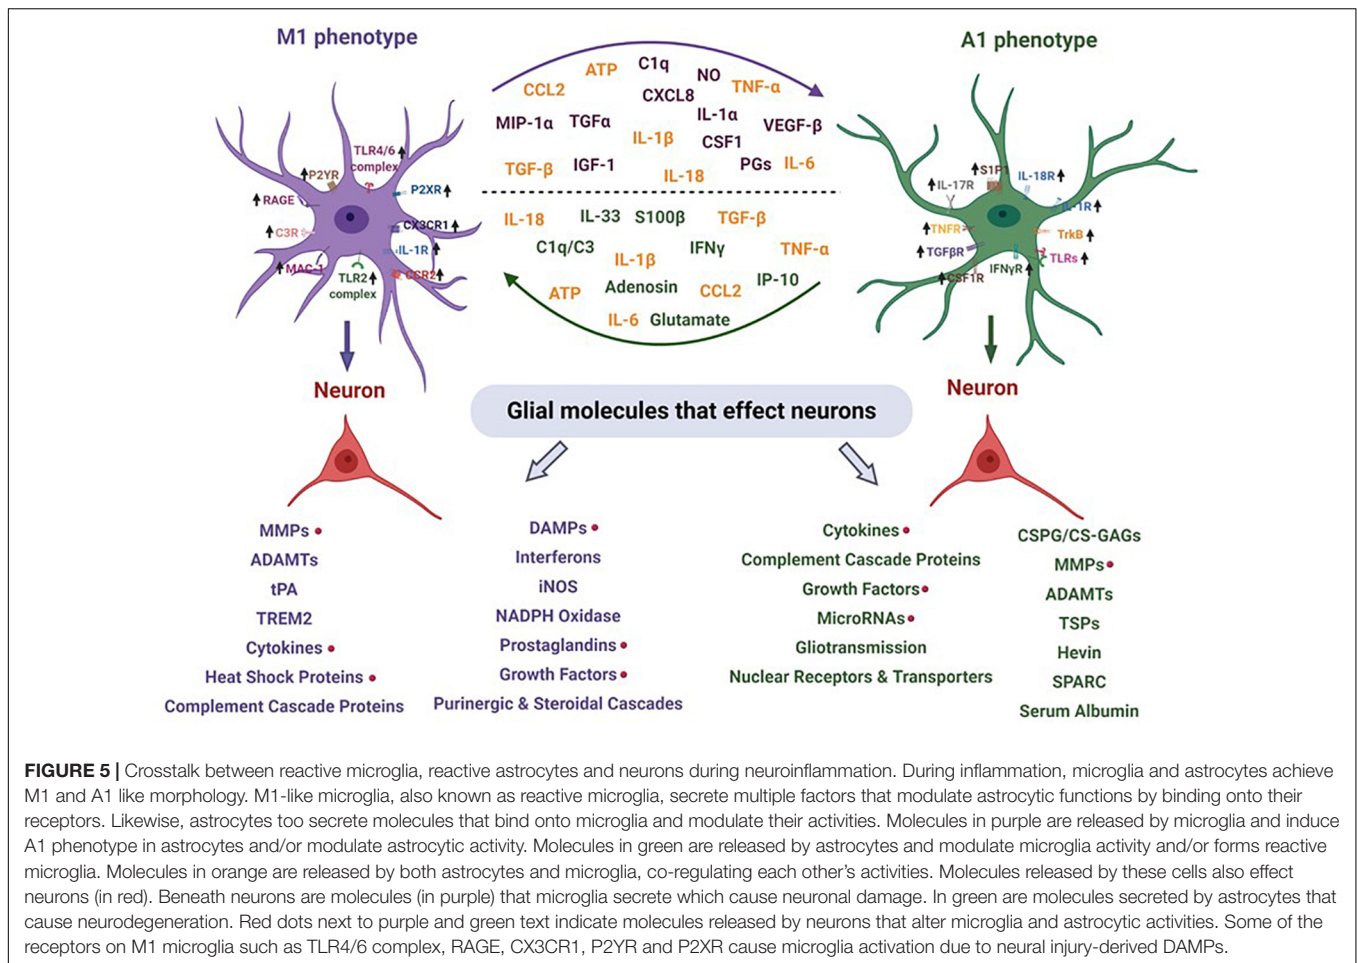 M1 phenotype
A1 phenotype
ATP
C1q
NO
CCL2
CXCL8
TNF-α
MIP-1α
TGFα
IL-1α
VEGF-β
IL-1β
CSF1
TGF-β
IGF-1
IL-18
PGs
IL-6
IL-18
IL-33
S100β
TGF-β
C1q/C3
IL-1β
IFNγ
TNF-α
ATP
Adenosin
CCL2
IP-10
IL-6
Glutamate
TLR4/6
complex
P2YR
P2XR
RAGE
CX3CR1
C3R
IL-1R
MAC-1
TLR2
complex
CCR2
S1P1
IL-18R
IL-17R
IL-1R
TNFR
TrkB
TGFβR
TLRs
IFNγR
CSF1R
Neuron
Neuron
Glial molecules that effect neurons
MMPs
ADAMTs
tPA
TREM2
Cytokines
Heat Shock Proteins
Complement Cascade Proteins
DAMPs
Interferons
iNOS
NADPH Oxidase
Prostaglandins
Growth Factors
Purinergic & Steroidal Cascades
Cytokines
Complement Cascade Proteins
Growth Factors
MicroRNAs
Gliotransmission
Nuclear Receptors & Transporters
CSPG/CS-GAGs
MMPs
ADAMTs
TSPs
Hevin
SPARC
Serum Albumin
FIGURE 5 | Crosstalk between reactive microglia, reactive astrocytes and neurons during neuroinflammation. During inflammation, microglia and astrocytes achieve
M1 and A1 like morphology. M1-like microglia, also known as reactive microglia, secrete multiple factors that modulate astrocytic functions by binding onto their
receptors. Likewise, astrocytes too secrete molecules that bind onto microglia and modulate their activities. Molecules in purple are released by microglia and induce
A1 phenotype in astrocytes and/or modulate astrocytic activity. Molecules in green are released by astrocytes and modulate microglia activity and/or forms reactive
microglia. Molecules in orange are released by both astrocytes and microglia, co-regulating each other's activities. Molecules released by these cells also effect
neurons (in red). Beneath neurons are molecules (in purple) that microglia secrete which cause neuronal damage. In green are molecules secreted by astrocytes that
cause neurodegeneration. Red dots next to purple and green text indicate molecules released by neurons that alter microglia and astrocytic activities. Some of the
receptors on M1 microglia such as TLR4/6 complex, RAGE, CX3CR1, P2YR and P2XR cause microglia activation due to neural injury-derived DAMPs.